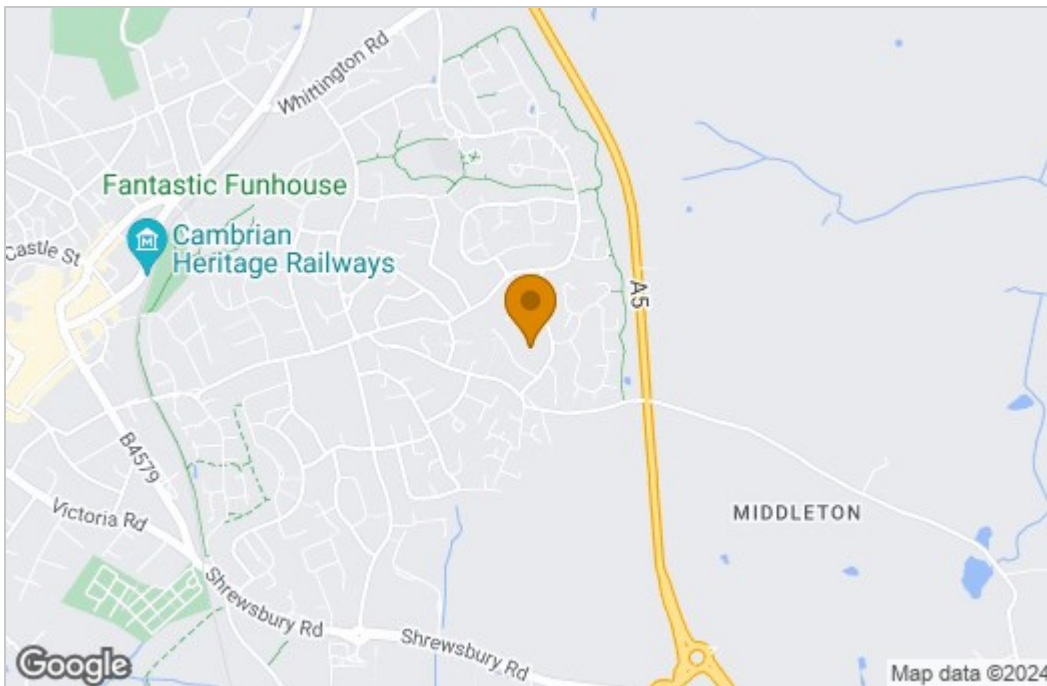 Whittington Rd
Fantastic Funhouse
Castle St
M
Cambrian
Heritage Railways
A5
B4579
Victoria Rd
MIDDLETON
Shrewsbury Rd
Shrewsbury Rd
Google
Map data ©2024